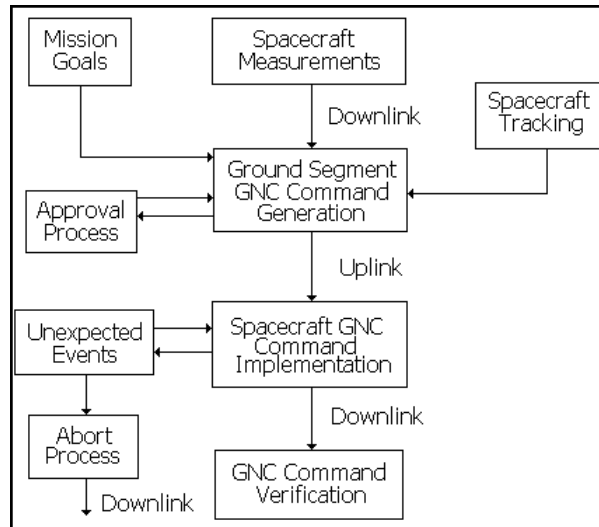 Mission
Goals
Spacecraft
Measurements
Downlink
Spacecraft
Tracking
Ground Segment
GNC Command
Generation
Approval
Process
Uplink
Unexpected
Events
Spacecraft GNC
Command
Implementation
Downlink
Abort
Process
GNC Command
Verification
Downlink